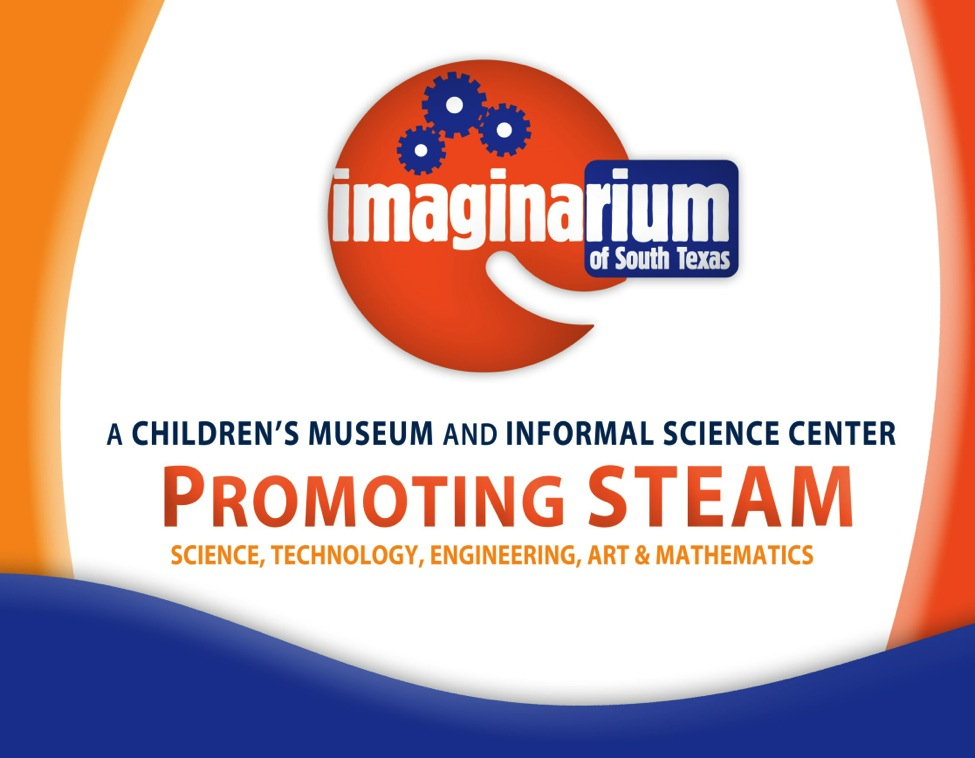 imaginarium
of South Texas
A CHILDREN'S MUSEUM AND INFORMAL SCIENCE CENTER
PROMOTING STEAM
SCIENCE, TECHNOLOGY, ENGINEERING, ART & MATHEMATICS